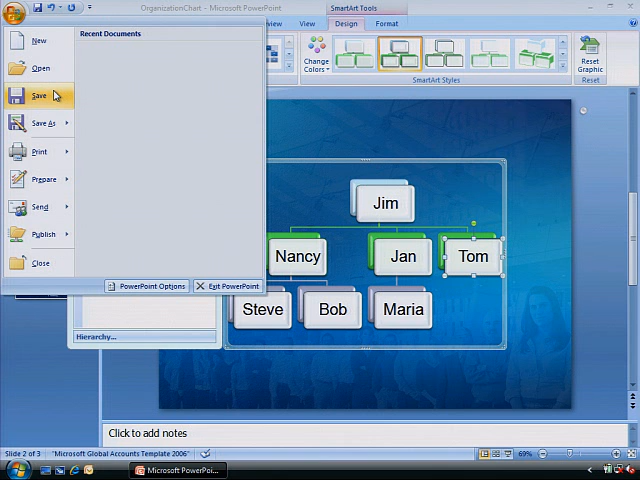 OrganizationChart - Microsoft PowerPoint
SmartArt Tools
View
Design
Format
New
Open
Save
Save As
Print
Prepare
Send
Publish
Close
Recent Documents
PowerPoint Options
Exit PowerPoint
Change
Colors
SmartArt Styles
Reset
Graphic
Reset
Jim
Nancy
Jan
Tom
Steve
Bob
Maria
Hierarchy...
Click to add notes
Slide 2 of 3
"Microsoft Global Accounts Template 2006"
69%
Microsoft PowerPoi...